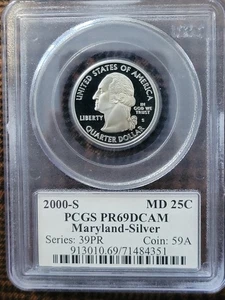 UNITED STATES OF AMERICA
LIBERTY
IN GOD WE TRUST
S
QUARTER DOLLAR
2000-S MD 25C
PCGS PR69DCAM
Maryland-Silver
Series: 39PR Coin: 59A
913010.69/71484351